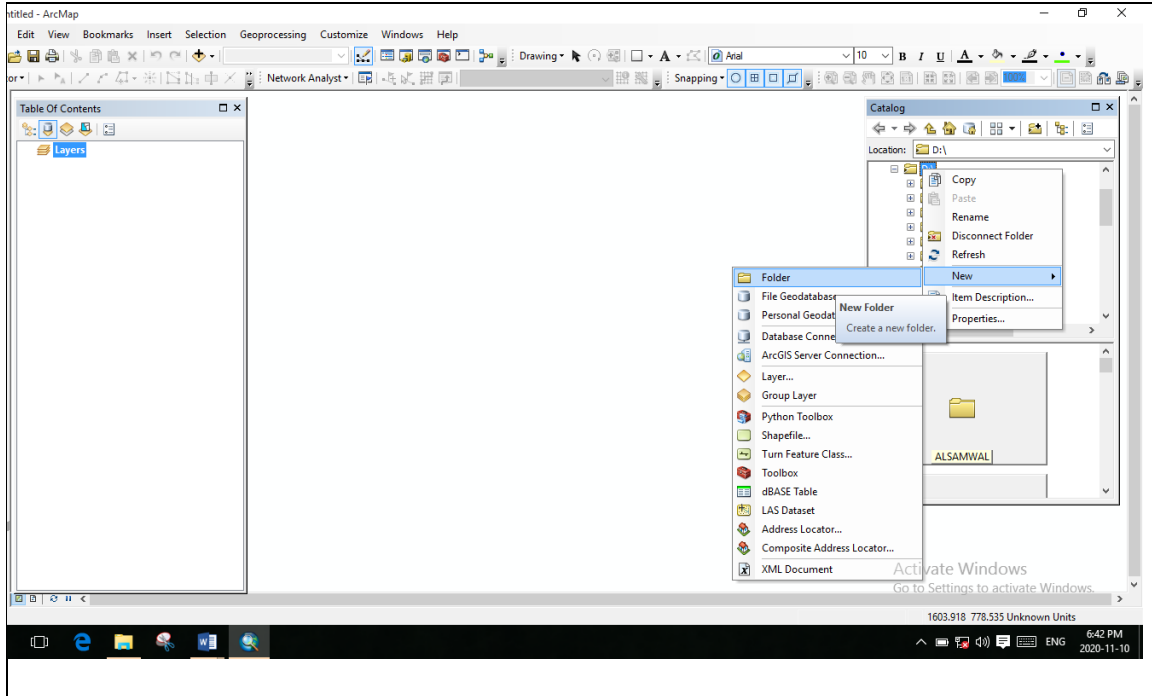 ntitled - ArcMap
Edit View Bookmarks Insert Selection Geoprocessing Customize Windows Help
Drawing Arial 10 B I U A
or Network Analyst Snapping 100%
Table Of Contents
Layers
Catalog
Location: D:\
D:\
Copy
Paste
Rename
Disconnect Folder
Refresh
New
Item Description...
Properties...
Folder
File Geodatabase
Personal Geodat
Database Conne
ArcGIS Server Connection...
Layer...
Group Layer
Python Toolbox
Shapefile...
Turn Feature Class...
Toolbox
dBASE Table
LAS Dataset
Address Locator...
Composite Address Locator...
XML Document
New Folder
Create a new folder.
ALSAMWAL
Activate Windows
Go to Settings to activate Windows.
1603.918 778.535 Unknown Units
ENG
6:42 PM
2020-11-10